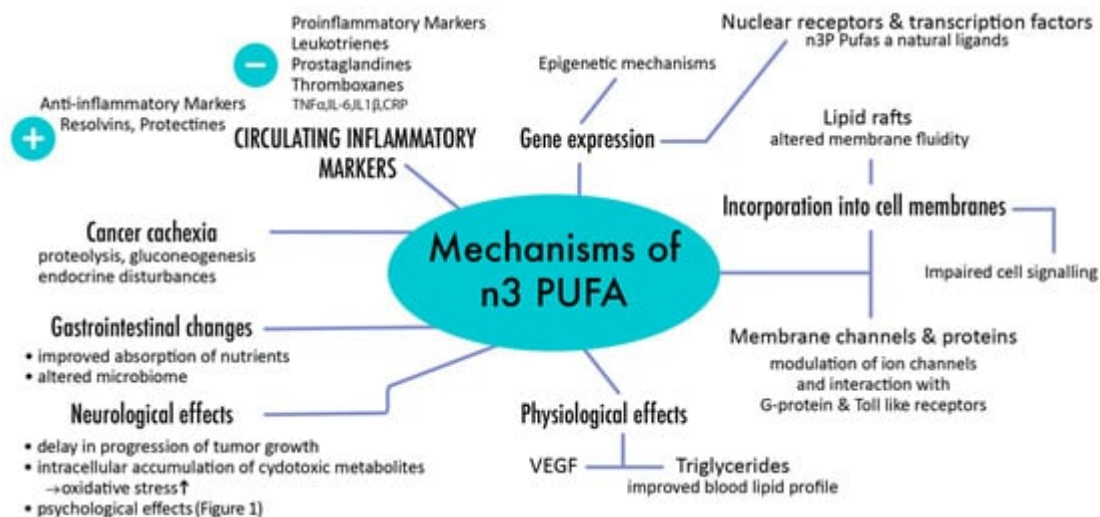 Proinflammatory Markers
Leukotrienes
Prostaglandines
Thromboxanes
TNFα,IL-6,IL1β,CRP
Anti-inflammatory Markers
Resolvins, Protectines
CIRCULATING INFLAMMATORY
MARKERS
Epigenetic mechanisms
Nuclear receptors & transcription factors
n3P Pufas a natural ligands
Gene expression
Lipid rafts
altered membrane fluidity
Incorporation into cell membranes
Impaired cell signalling
Membrane channels & proteins
modulation of ion channels
and interaction with
G-protein & Toll like receptors
Mechanisms of
n3 PUFA
Cancer cachexia
proteolysis, gluconeogenesis
endocrine disturbances
Gastrointestinal changes
• improved absorption of nutrients
• altered microbiome
Neurological effects
• delay in progression of tumor growth
• intracellular accumulation of cydotoxic metabolites
→oxidative stress↑
• psychological effects (Figure 1)
Physiological effects
VEGF
Triglycerides
improved blood lipid profile